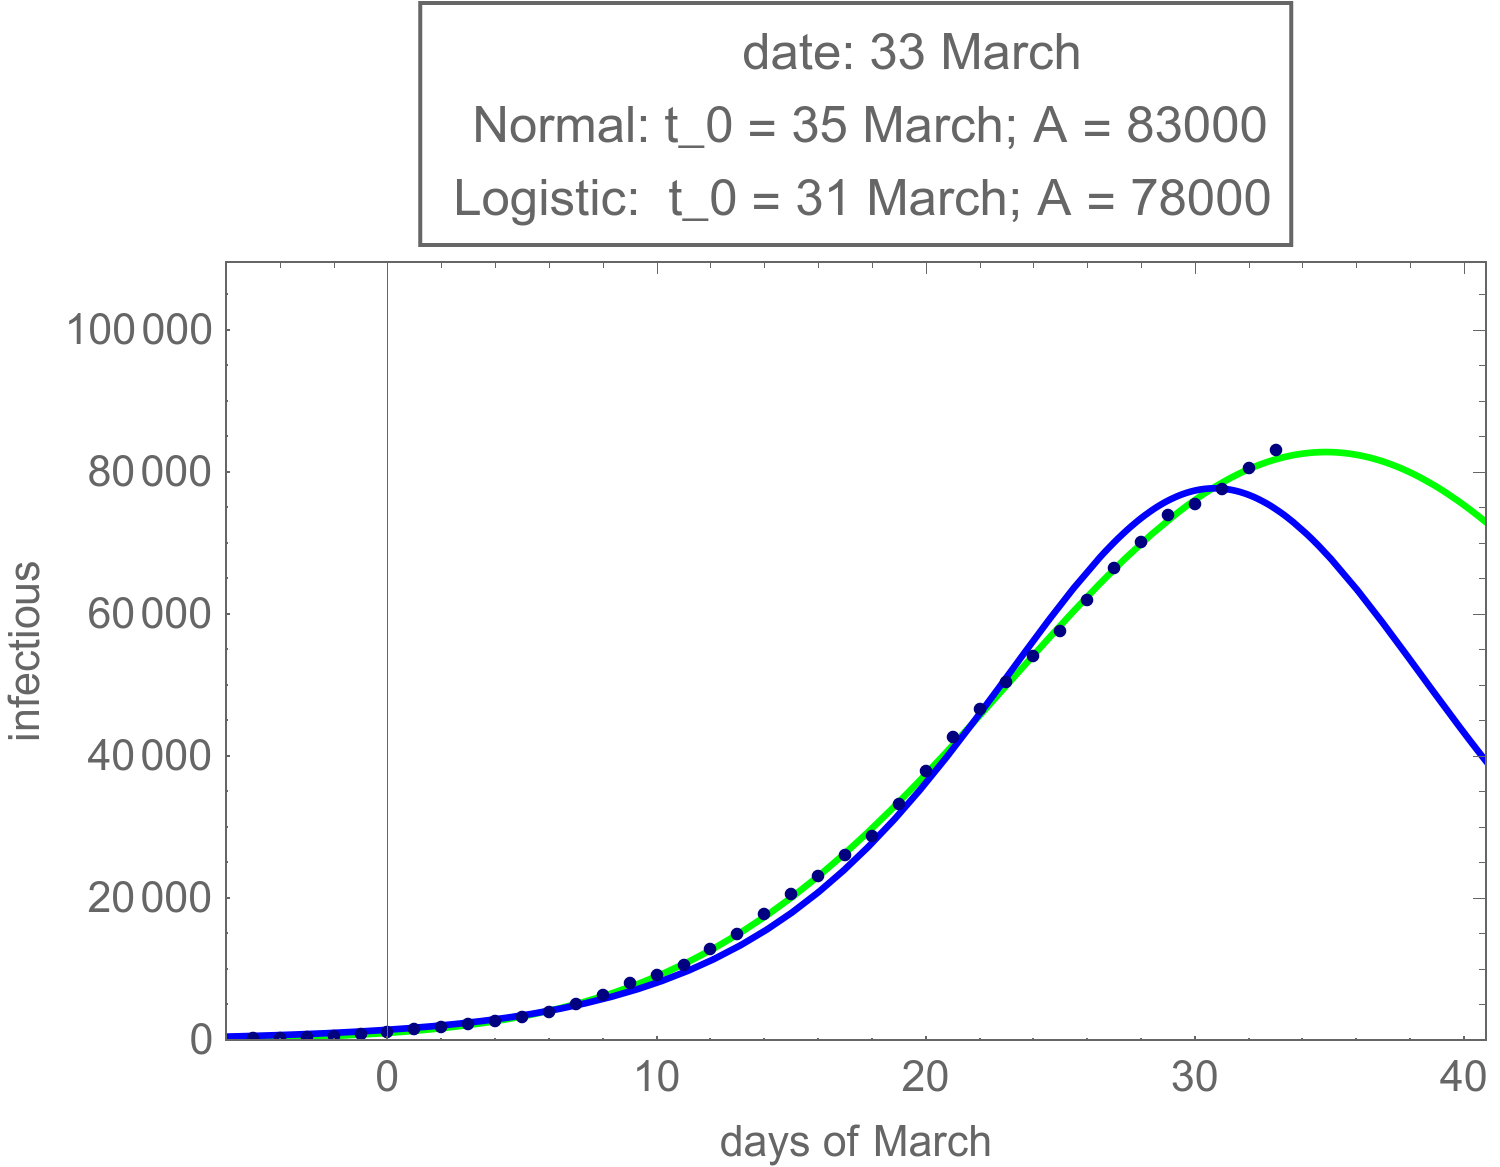 date: 33 March
Normal: t_0 = 35 March; A = 83000
Logistic:  t_0 = 31 March; A = 78000
100 000
80 000
60 000
40 000
20 000
0
infectious
0 10 20 30 40
days of March